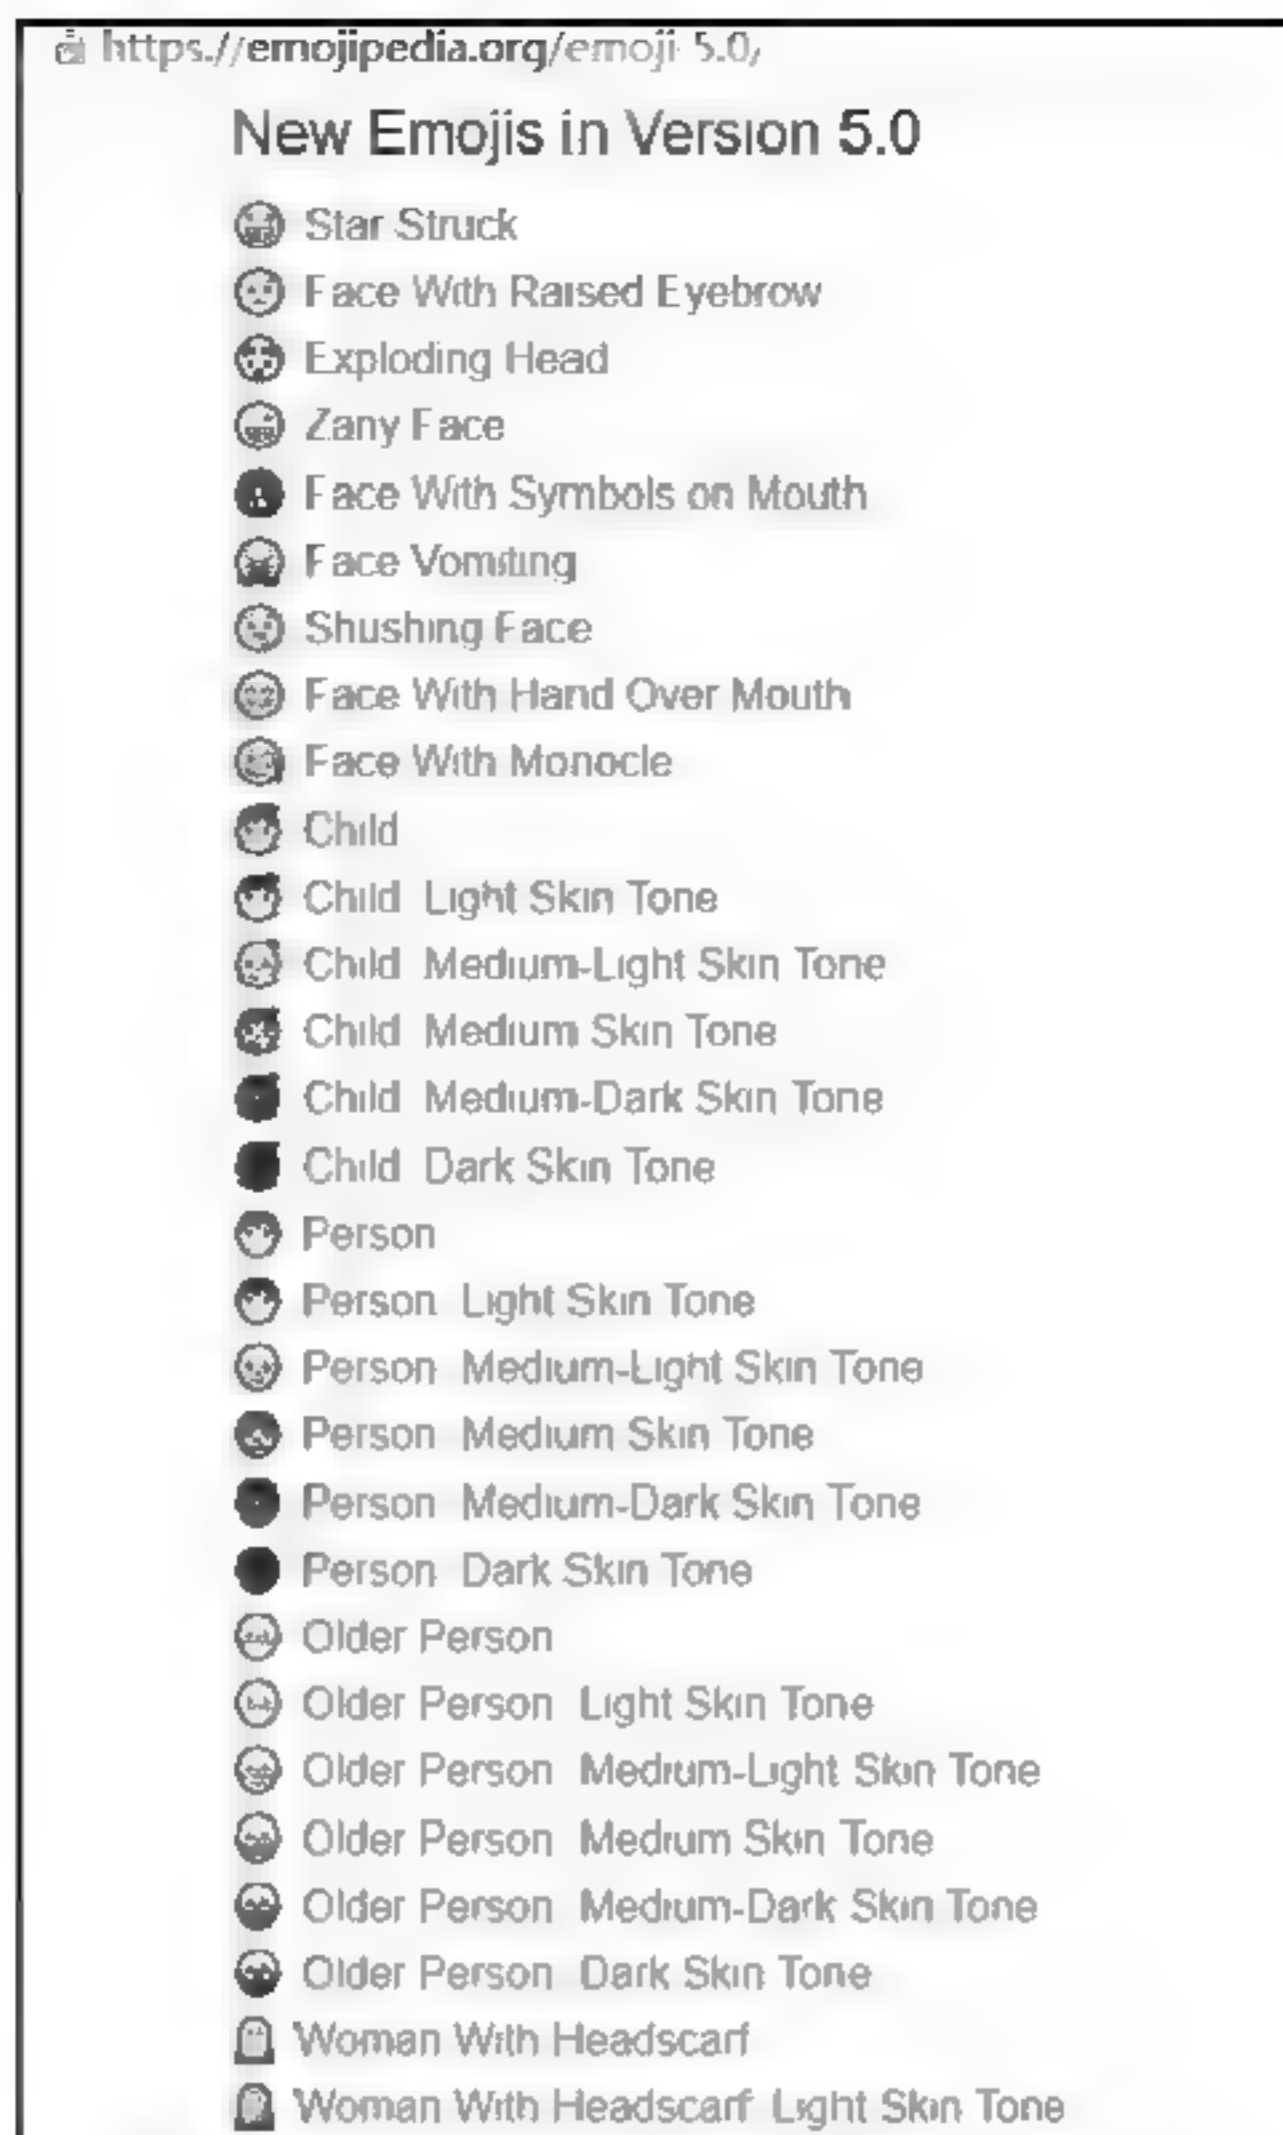 https://emojipedia.org/emoji-5.0/
New Emojis in Version 5.0
Star Struck
Face With Raised Eyebrow
Exploding Head
Zany Face
Face With Symbols on Mouth
Face Vomiting
Shushing Face
Face With Hand Over Mouth
Face With Monocle
Child
Child Light Skin Tone
Child Medium-Light Skin Tone
Child Medium Skin Tone
Child Medium-Dark Skin Tone
Child Dark Skin Tone
Person
Person Light Skin Tone
Person Medium-Light Skin Tone
Person Medium Skin Tone
Person Medium-Dark Skin Tone
Person Dark Skin Tone
Older Person
Older Person Light Skin Tone
Older Person Medium-Light Skin Tone
Older Person Medium Skin Tone
Older Person Medium-Dark Skin Tone
Older Person Dark Skin Tone
Woman With Headscarf
Woman With Headscarf Light Skin Tone